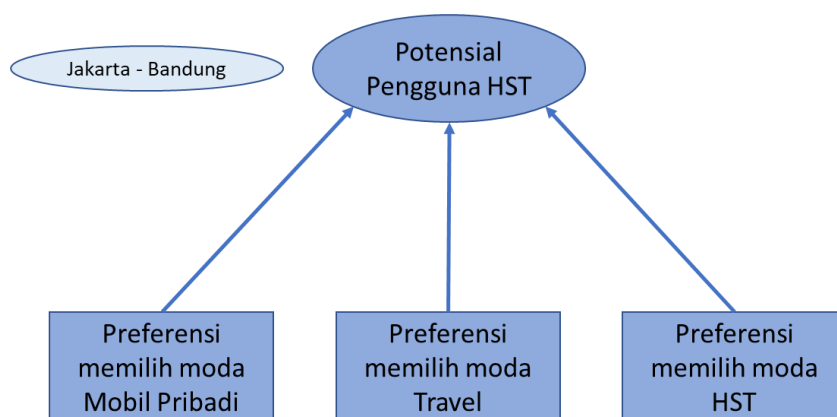 Jakarta - Bandung
Potensial
Pengguna HST
Preferensi
memilih moda
Mobil Pribadi
Preferensi
memilih moda
Travel
Preferensi
memilih moda
HST